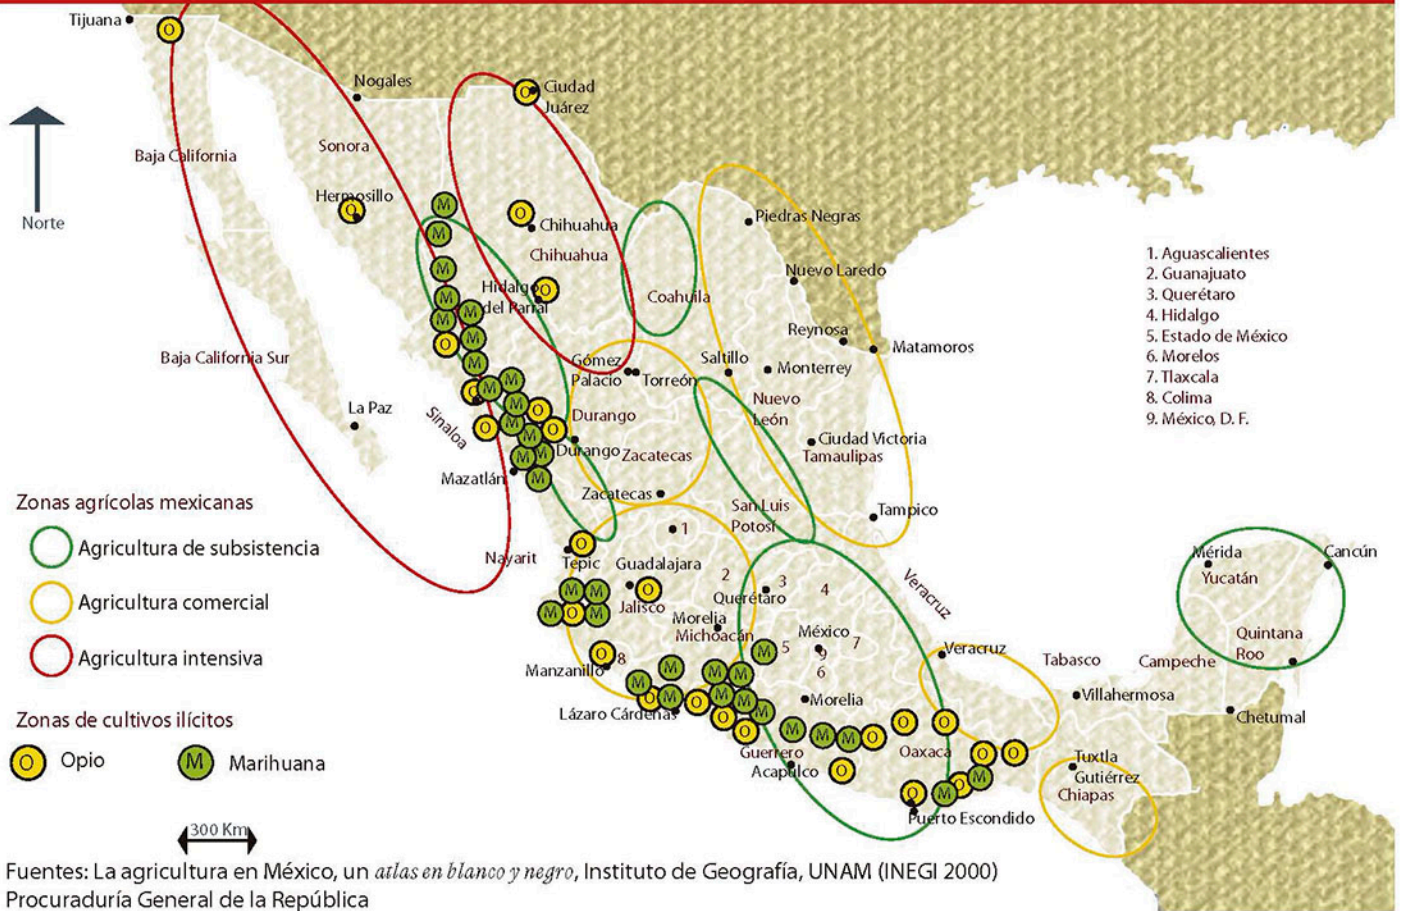 Tijuana
O
Nogales
O
Ciudad
Juárez
Baja California
Sonora
Hermosillo
O
M
M
O
Chihuahua
Chihuahua
Piedras Negras
Norte
M
Hidalgo
del Parral
O
Coahuila
Nuevo Laredo
M
M
M
O
M
M
Reynosa
Matamoros
Baja California Sur
Gómez
Palacio
Torreón
Saltillo
Monterrey
La Paz
Sinaloa
O
M
M
M
O
O
M
M
O
M
M
M
Durango
Durango
Zacatecas
Nuevo
León
Ciudad Victoria
Tamaulipas
Mazatlán
Zacatecas
San Luis
Potosí
Tampico
1
Nayarit
O
Tepic
Guadalajara
O
Jalisco
M
M
M
O
M
2
3
4
Querétaro
Morelia
Michoacán
México
5
7
9
6
M
Veracruz
Veracruz
O
8
Manzanillo
M
M
M
M
O
M
O
M
M
M
O
O
Lázaro Cárdenas
Morelia
M
M
M
O
O
O
Guerrero
Acapulco
O
Oaxaca
O
O
O
M
O
M
Puerto Escondido
Tabasco
Villahermosa
Campeche
Mérida
Yucatán
Cancún
Quintana
Roo
Chetumal
Tuxtla
Gutiérrez
Chiapas
1. Aguascalientes
2. Guanajuato
3. Querétaro
4. Hidalgo
5. Estado de México
6. Morelos
7. Tlaxcala
8. Colima
9. México, D. F.
Zonas agrícolas mexicanas
Agricultura de subsistencia
Agricultura comercial
Agricultura intensiva
Zonas de cultivos ilícitos
O Opio
M Marihuana
300 Km
Fuentes: La agricultura en México, un atlas en blanco y negro, Instituto de Geografía, UNAM (INEGI 2000)
Procuraduría General de la República